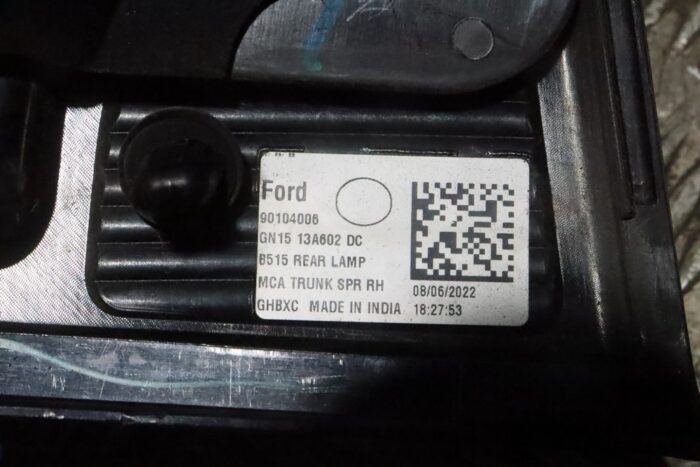 Ford
90104006
GN15 13A602 DC
B515 REAR LAMP
MCA TRUNK SPR RH
08/06/2022
GHBXC MADE IN INDIA
18:27:53